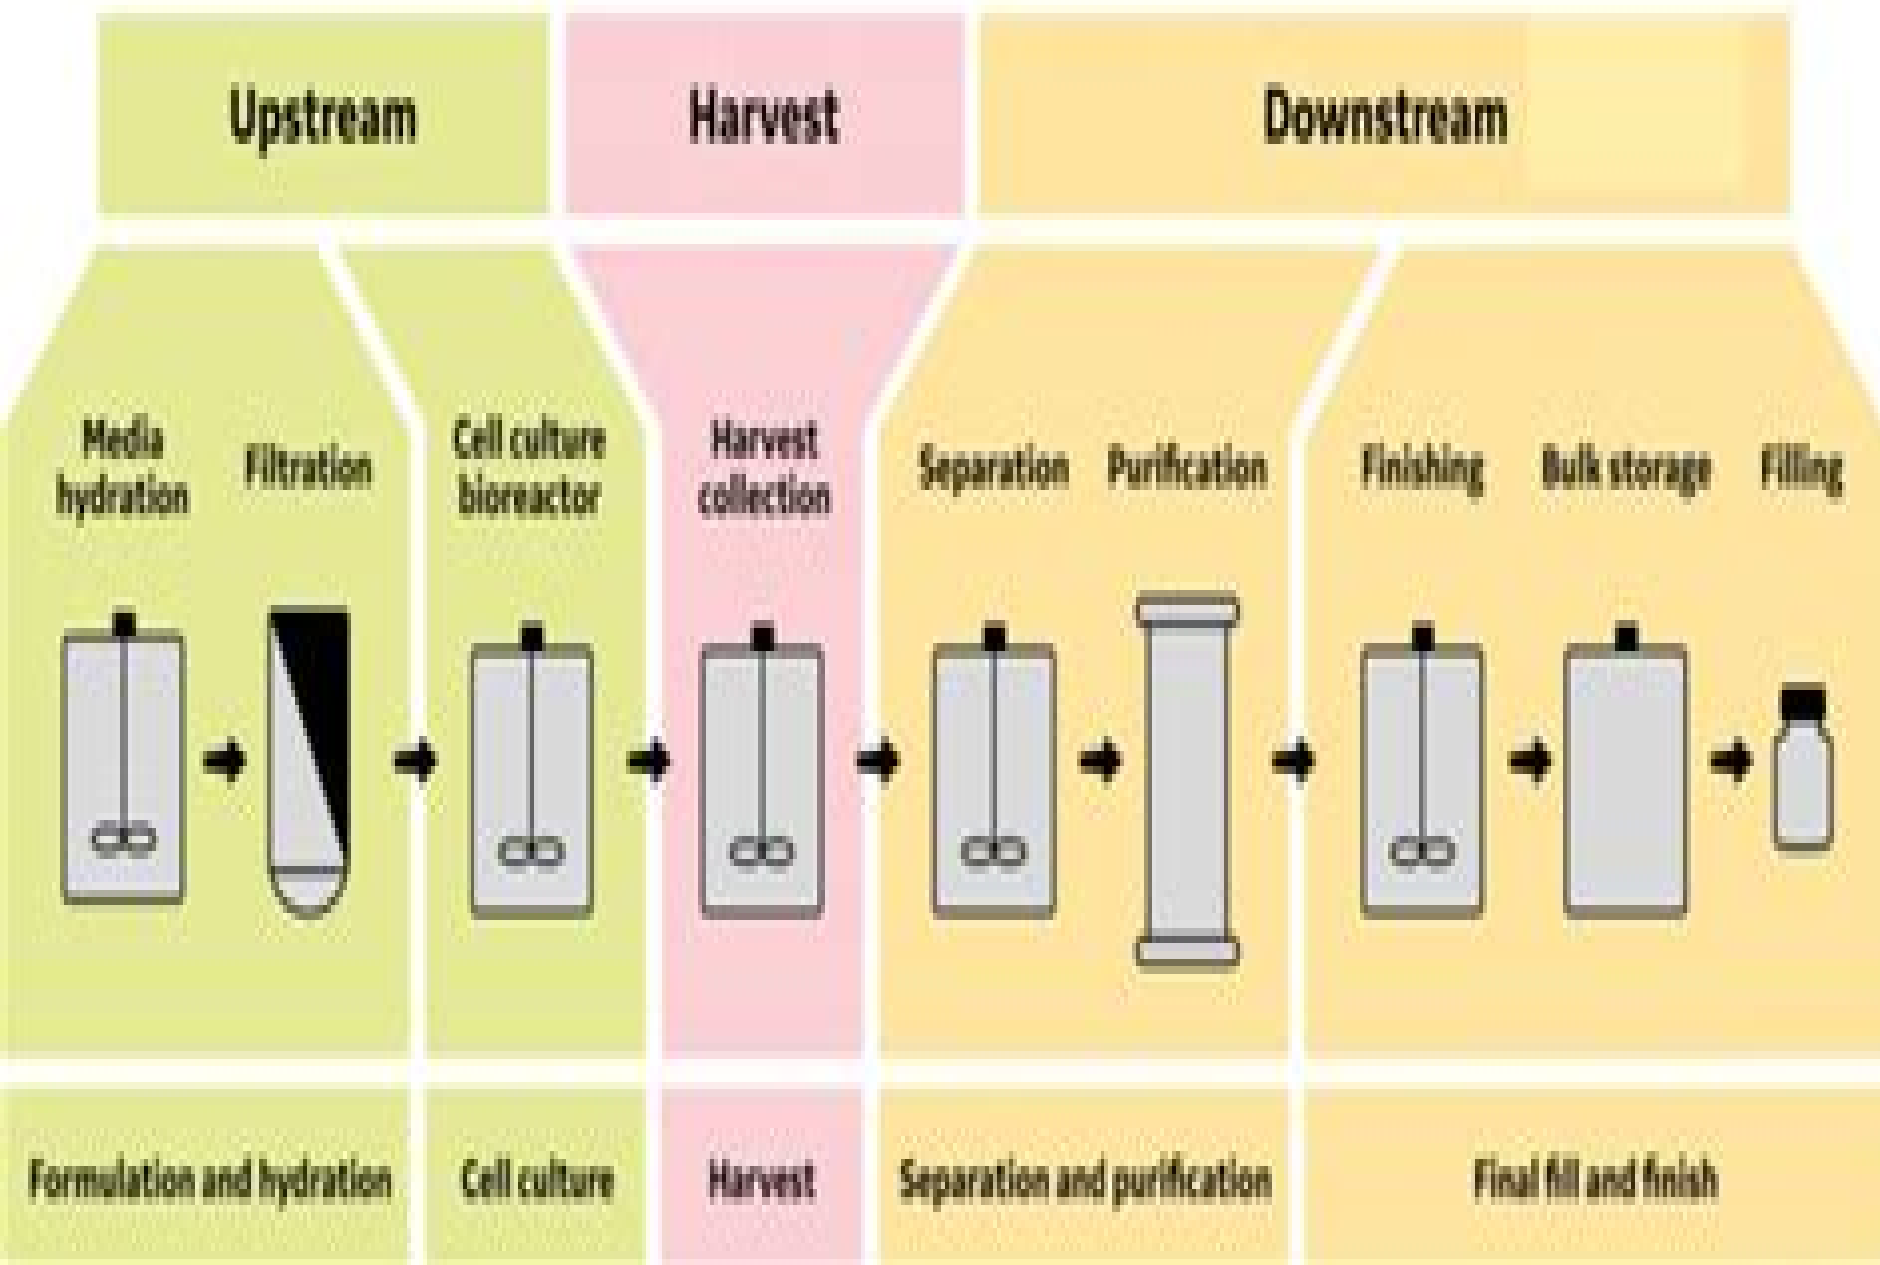 Upstream
Harvest
Downstream
Media
hydration
Filtration
Cell culture
bioreactor
Harvest
collection
Separation
Purification
Finishing
Bulk storage
Filling
Formulation and hydration
Cell culture
Harvest
Separation and purification
Final fill and finish